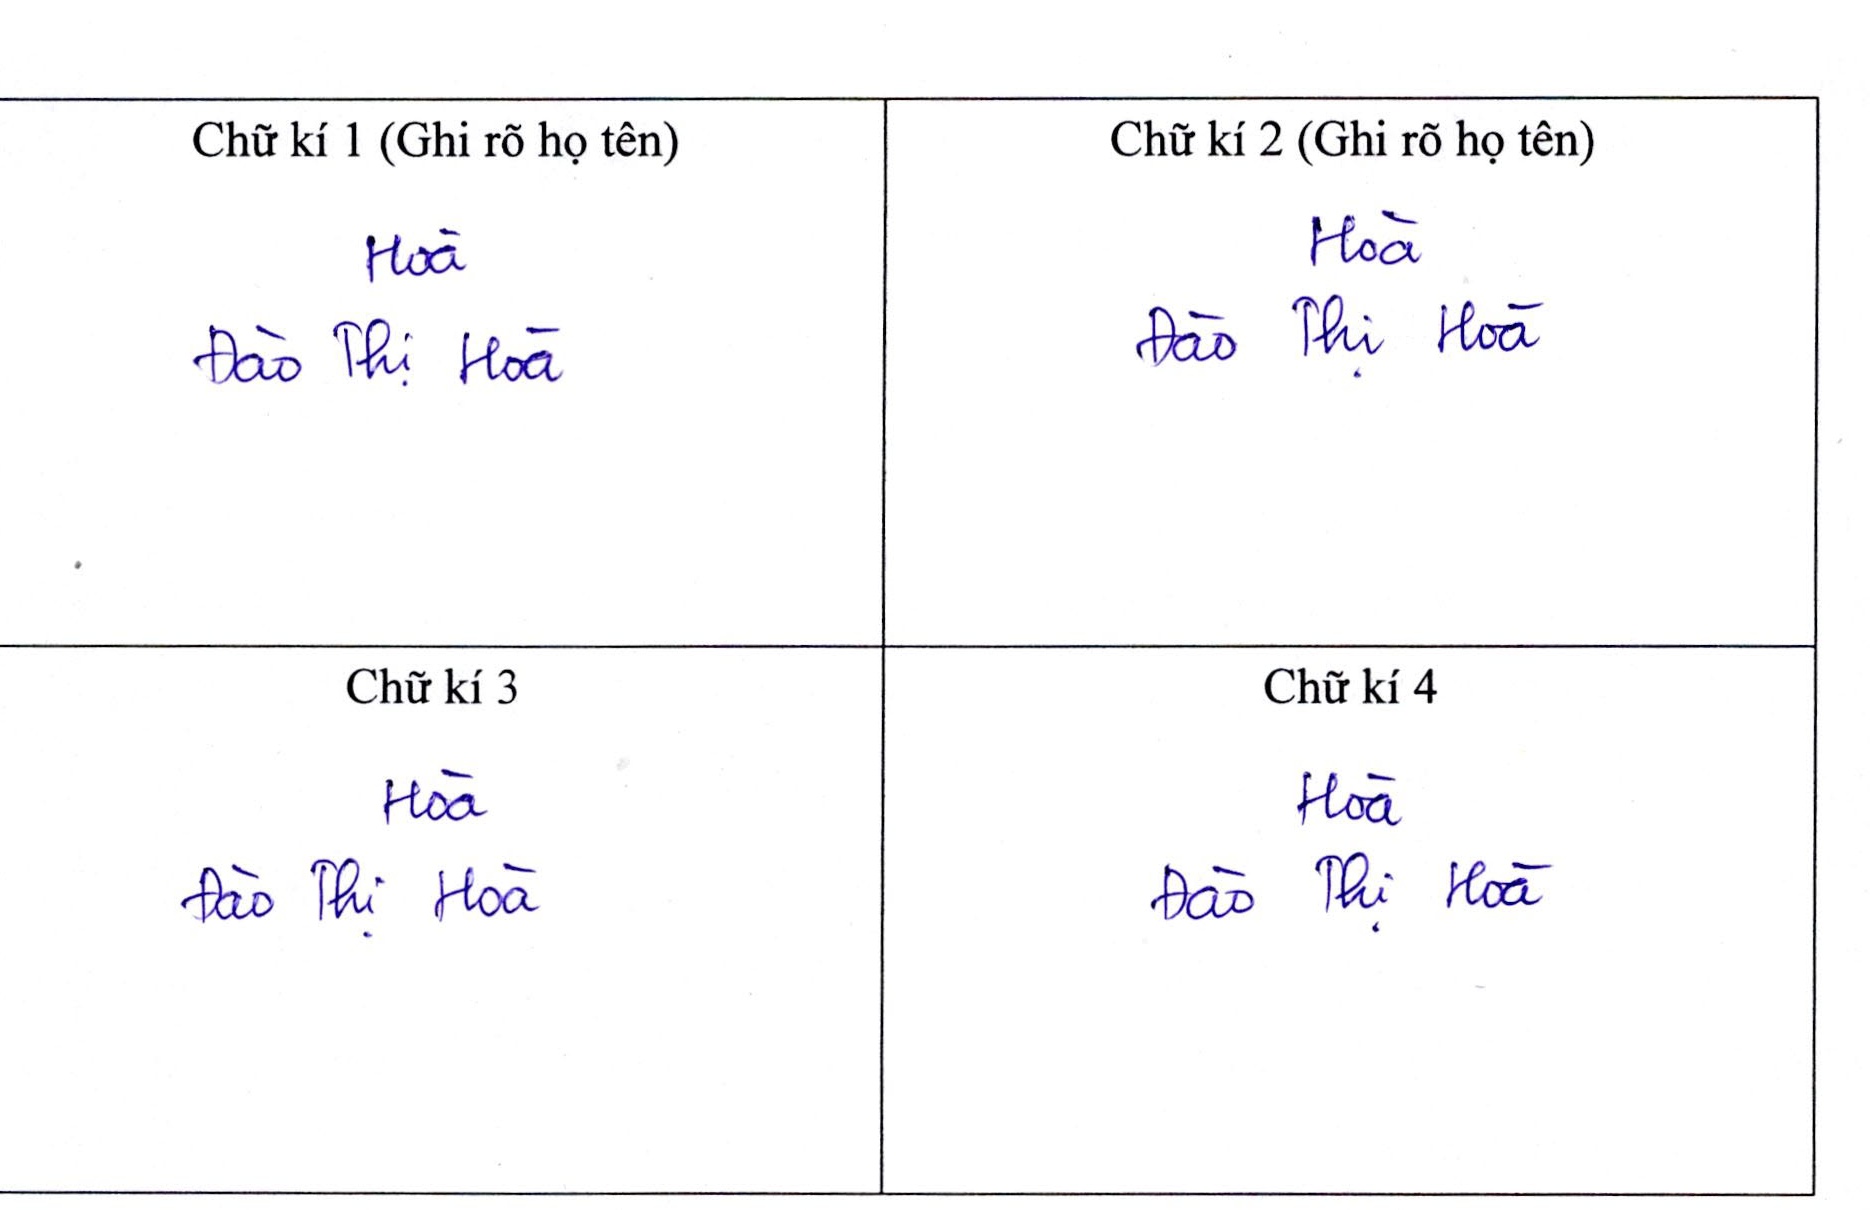 Chữ kí 1 (Ghi rõ họ tên)
Hoà
Đào Thị Hoà
Chữ kí 2 (Ghi rõ họ tên)
Hoà
Đào Thị Hoà
Chữ kí 3
Hoà
Đào Thị Hoà
Chữ kí 4
Hoà
Đào Thị Hoà